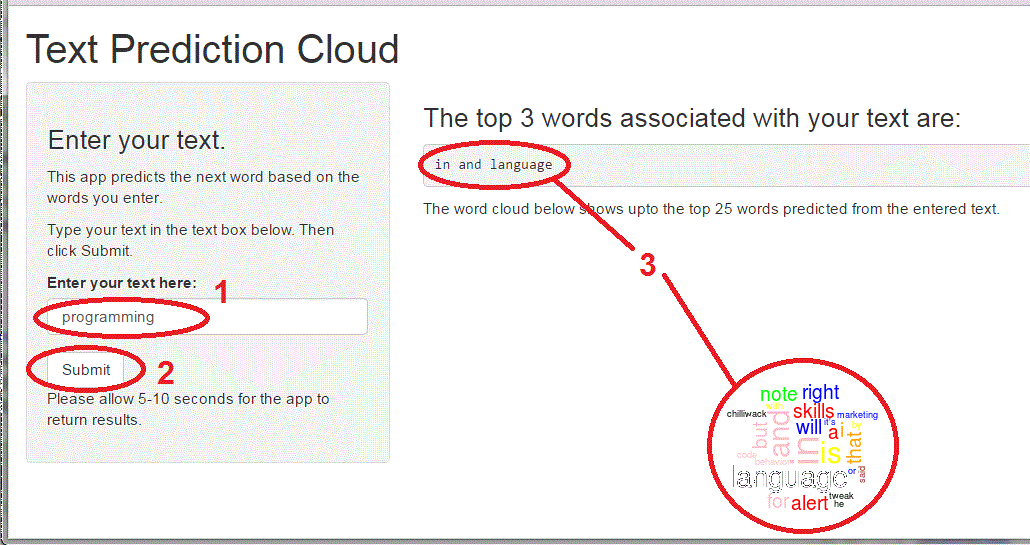 Text Prediction Cloud
Enter your text.
This app predicts the next word based on the
words you enter.
Type your text in the text box below. Then
click Submit.
Enter your text here:
1
programming
Submit
2
Please allow 5-10 seconds for the app to
return results.
The top 3 words associated with your text are:
in and language
The word cloud below shows upto the top 25 words predicted from the entered text.
3
note right
chilliwack
skills
marketing
but
and
will
it's
a
i
in
is
that
code
behavior
language
or
said
for
alert
tweak
he